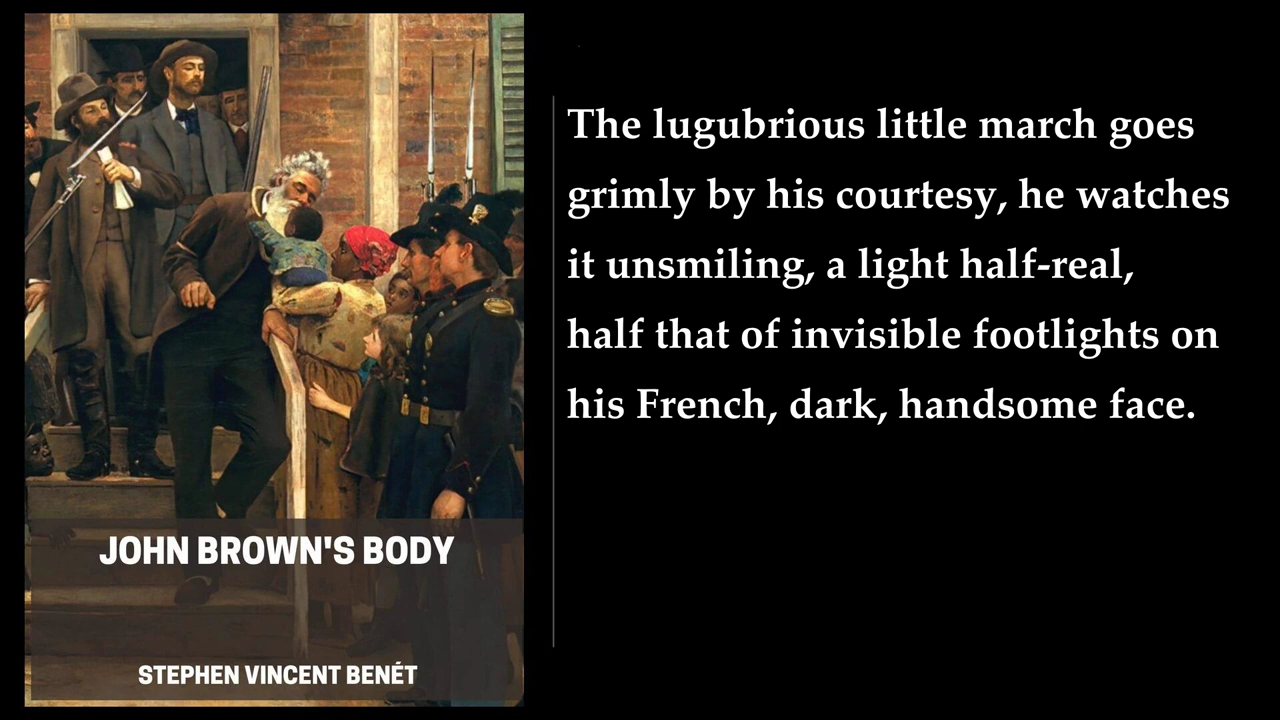 JOHN BROWN'S BODY
STEPHEN VINCENT BENÉT
The lugubrious little march goes
grimly by his courtesy, he watches
it unsmiling, a light half-real,
half that of invisible footlights on
his French, dark, handsome face.